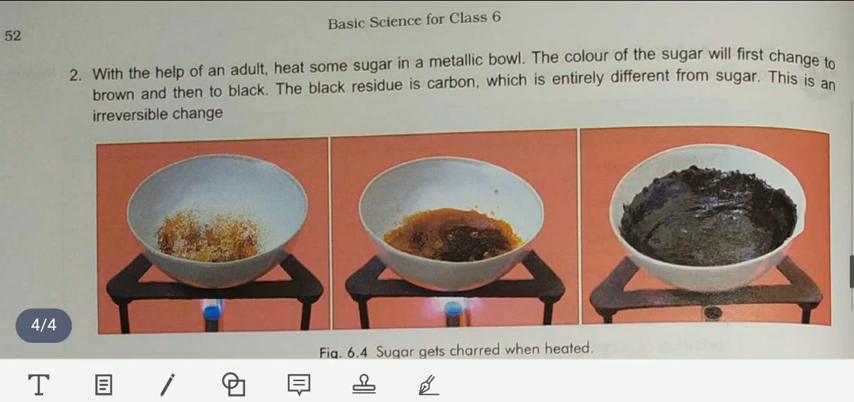 Basic Science for Class 6
52
2. With the help of an adult, heat some sugar in a metallic bowl. The colour of the sugar will first change to
brown and then to black. The black residue is carbon, which is entirely different from sugar. This is an
irreversible change
4/4
Fig. 6.4 Sugar gets charred when heated.
T